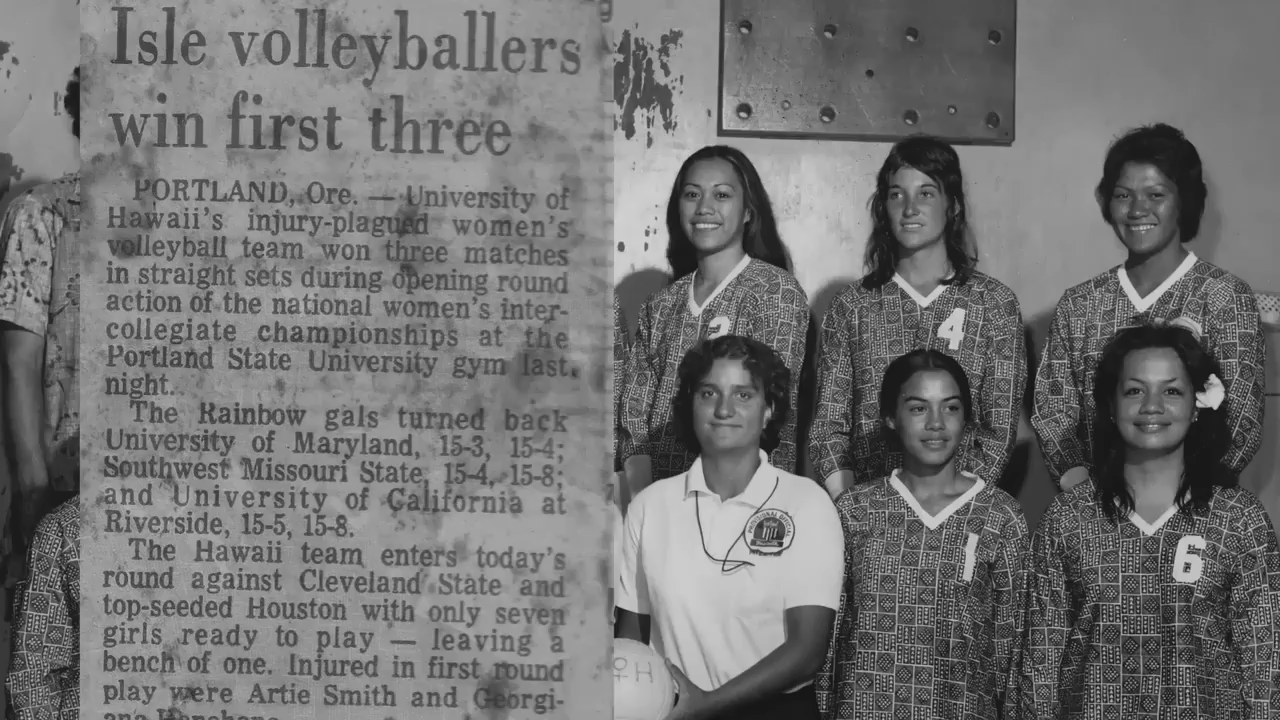 Isle volleyballers
win first three
PORTLAND, Ore. — University of
Hawaii's injury-plagued women's
volleyball team won three matches
in straight sets during opening round
action of the national women's inter-
collegiate championships at the
Portland State University gym last
night.
The Rainbow gals turned back
University of Maryland, 15-3, 15-4;
Southwest Missouri State, 15-4, 15-8;
and University of California at
Riverside, 15-5, 15-8.
The Hawaii team enters today's
round against Cleveland State and
top-seeded Houston with only seven
girls ready to play — leaving a
bench of one. Injured in first round
play were Artie Smith and Georgi-
4
1
6
H